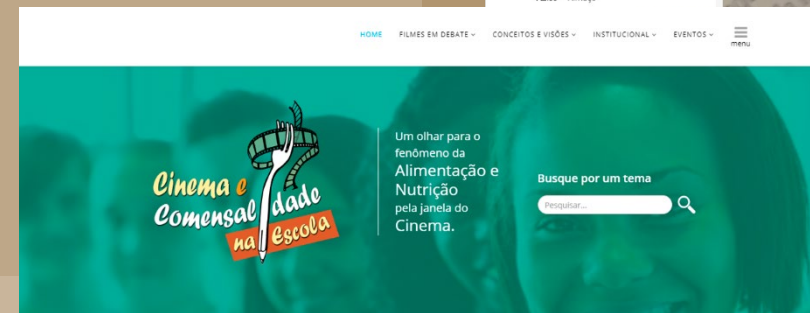 HOME FILMES EM DEBATE CONCEITOS E VISÕES INSTITUCIONAL EVENTOS
menu
Cinema e
Comensalidade
na Escola
Um olhar para o
fenômeno da
Alimentação e
Nutrição
pela janela do
Cinema.
Busque por um tema
Pesquisar...